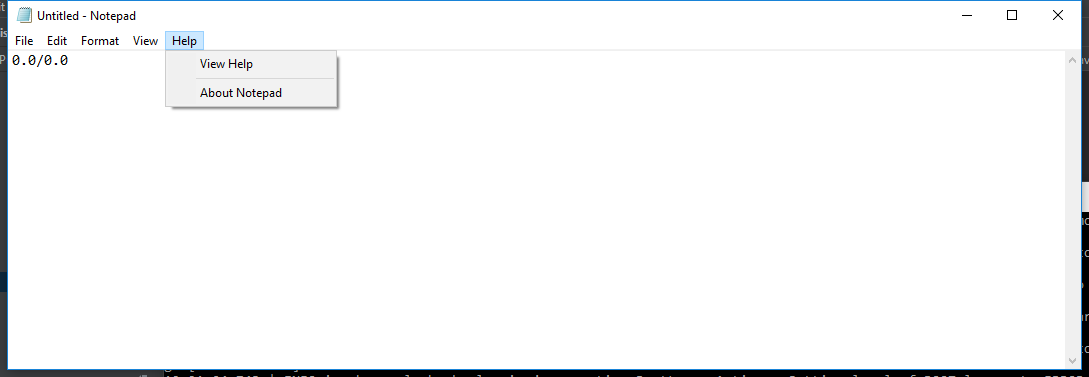 Untitled - Notepad
File Edit Format View Help
0.0/0.0
View Help
About Notepad